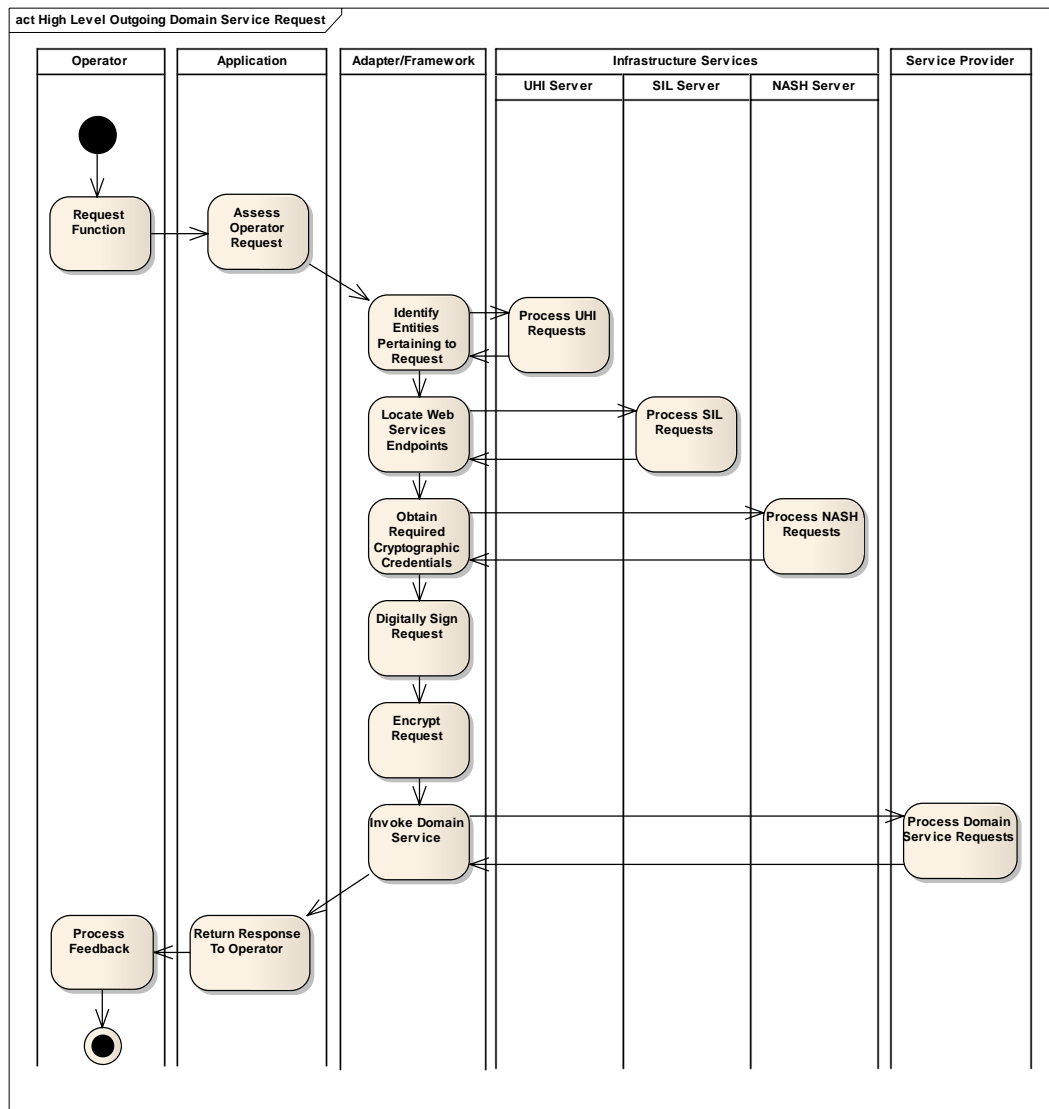 act High Level Outgoing Domain Service Request
Operator
Application
Adapter/Framework
Infrastructure Services
Service Provider
UHI Server
SIL Server
NASH Server
Request
Function
Assess
Operator
Request
Identify
Entities
Pertaining to
Request
Process UHI
Requests
Locate Web
Services
Endpoints
Process SIL
Requests
Obtain
Required
Cryptographic
Credentials
Process NASH
Requests
Digitally Sign
Request
Encrypt
Request
Invoke Domain
Service
Process Domain
Service Requests
Process
Feedback
Return Response
To Operator